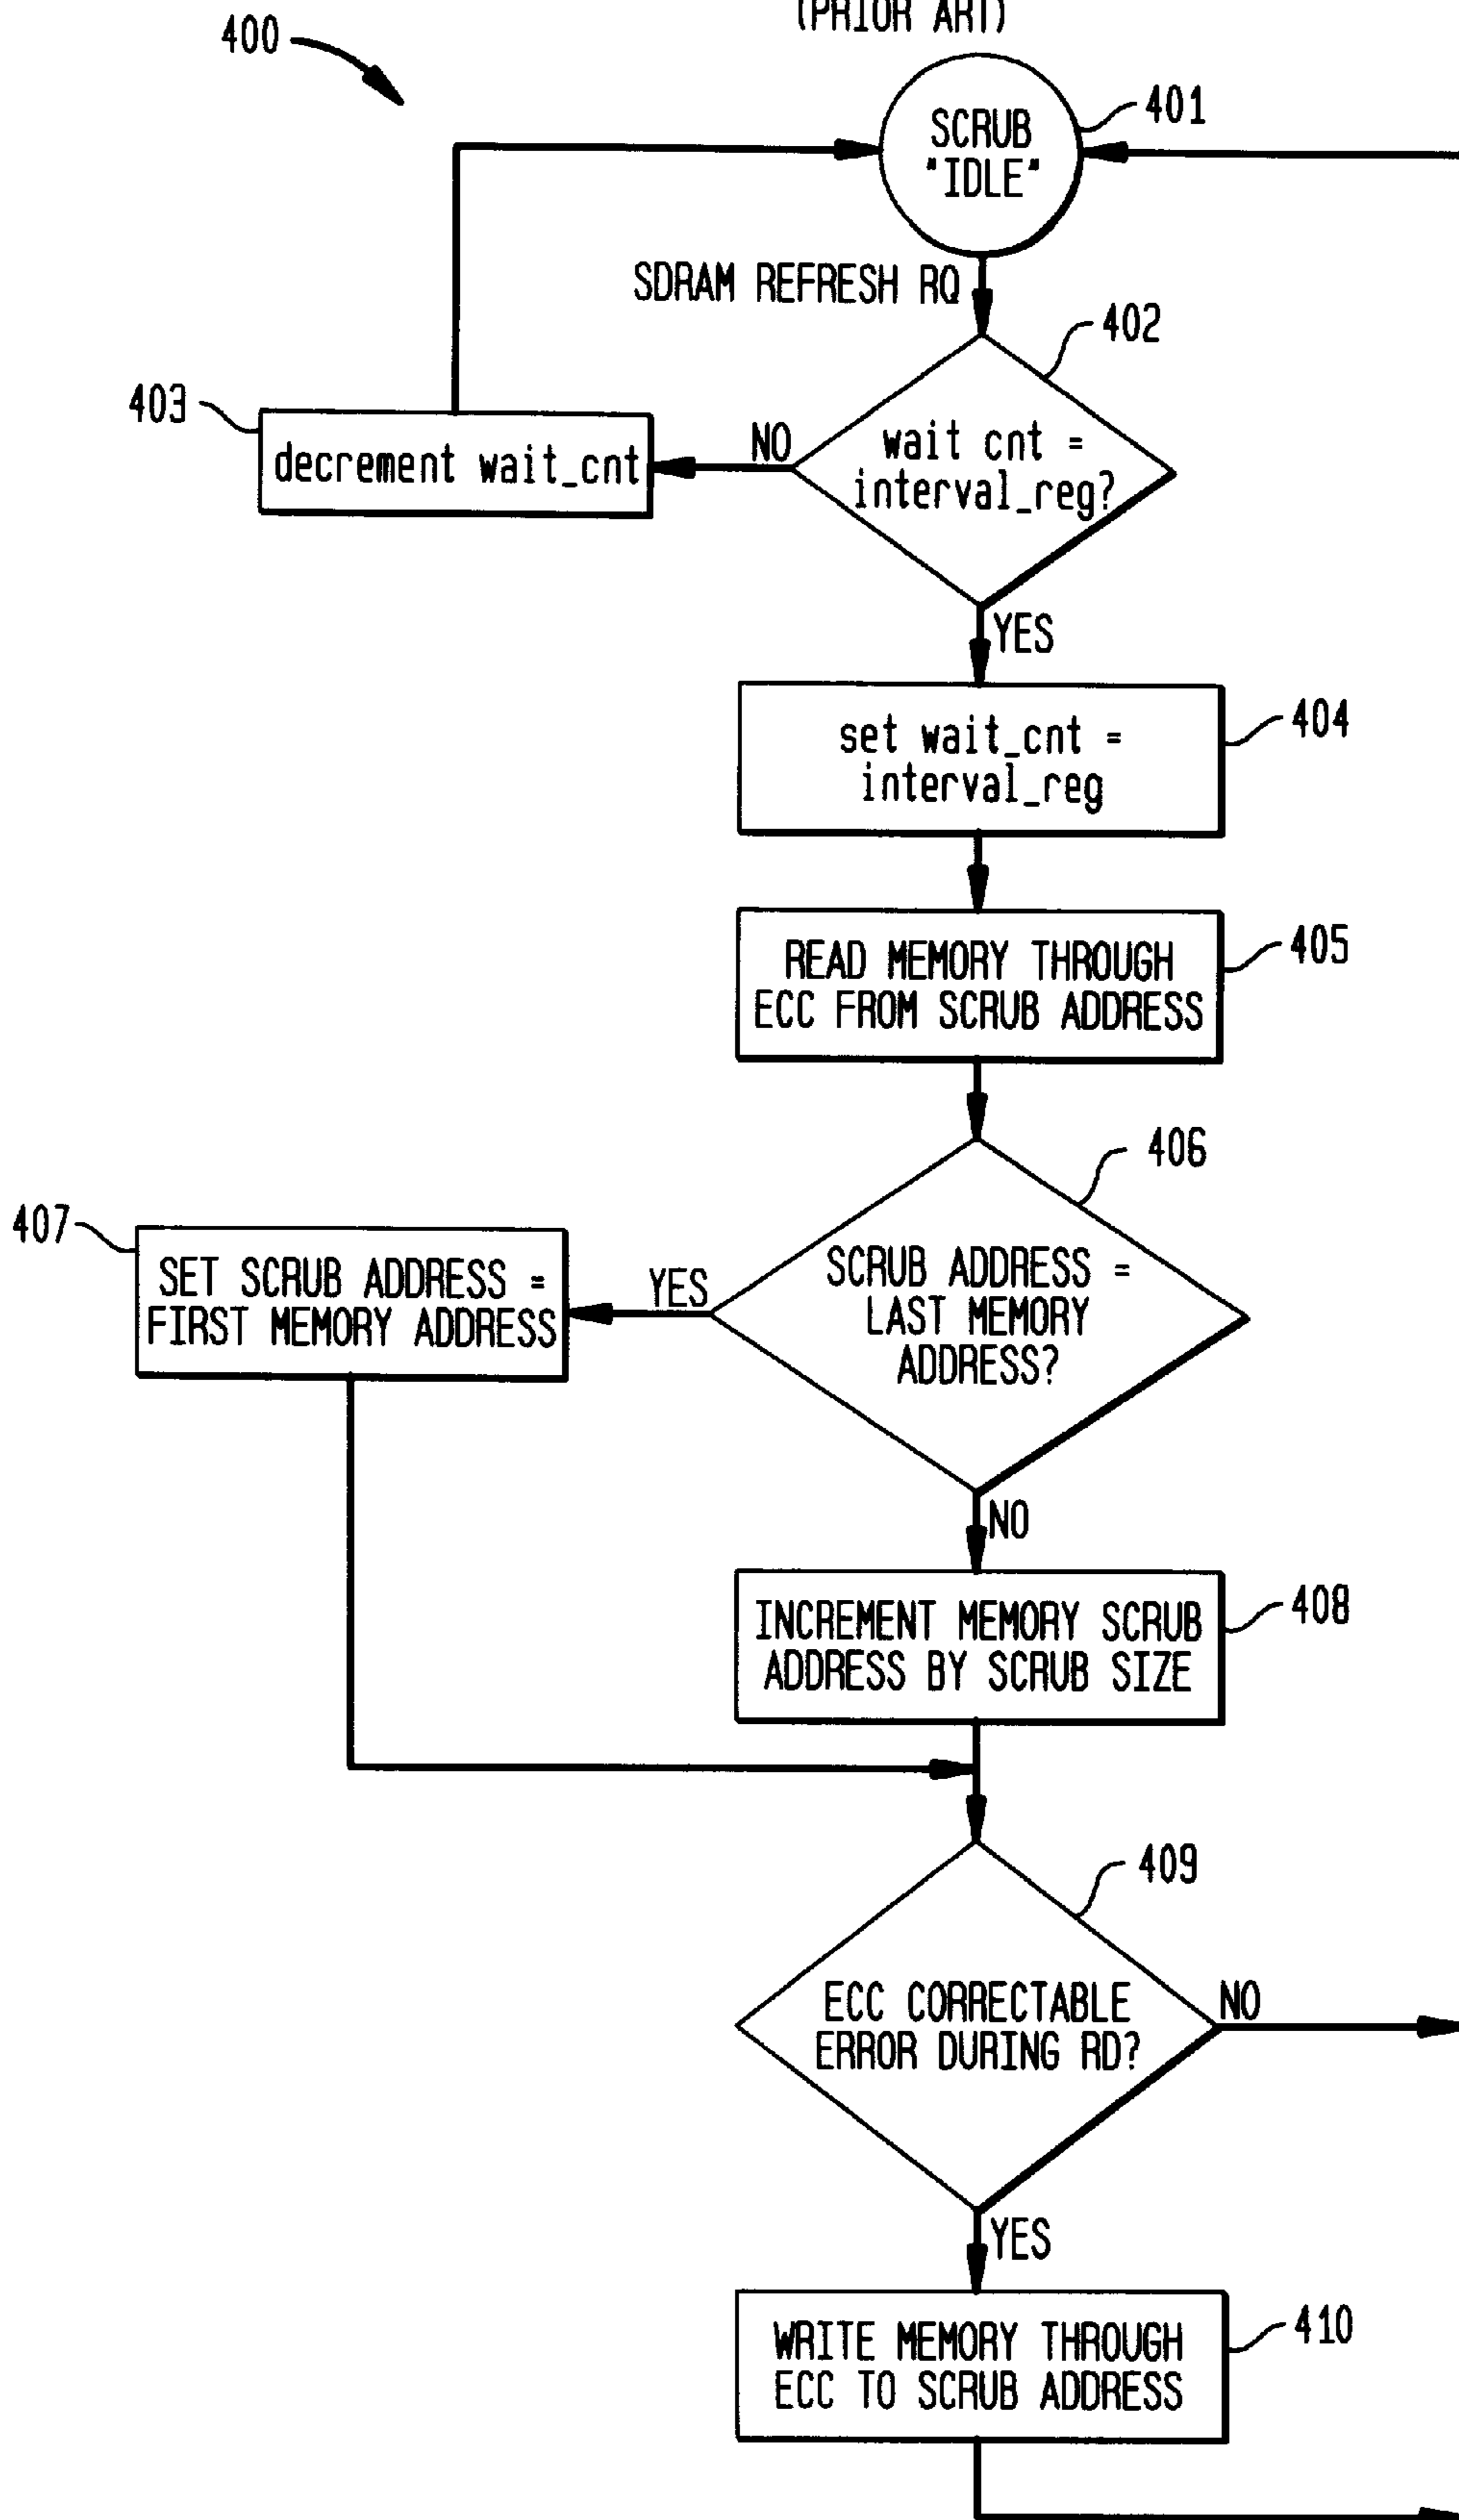 (PRIOR ART)
400
401
SCRUB
"IDLE"
SDRAM REFRESH RQ
402
403
decrement wait_cnt
NO
wait cnt =
interval_reg?
YES
404
set wait_cnt =
interval_reg
405
READ MEMORY THROUGH
ECC FROM SCRUB ADDRESS
406
407
SET SCRUB ADDRESS =
FIRST MEMORY ADDRESS
YES
SCRUB ADDRESS =
LAST MEMORY
ADDRESS?
NO
408
INCREMENT MEMORY SCRUB
ADDRESS BY SCRUB SIZE
409
ECC CORRECTABLE
ERROR DURING RD?
NO
YES
410
WRITE MEMORY THROUGH
ECC TO SCRUB ADDRESS